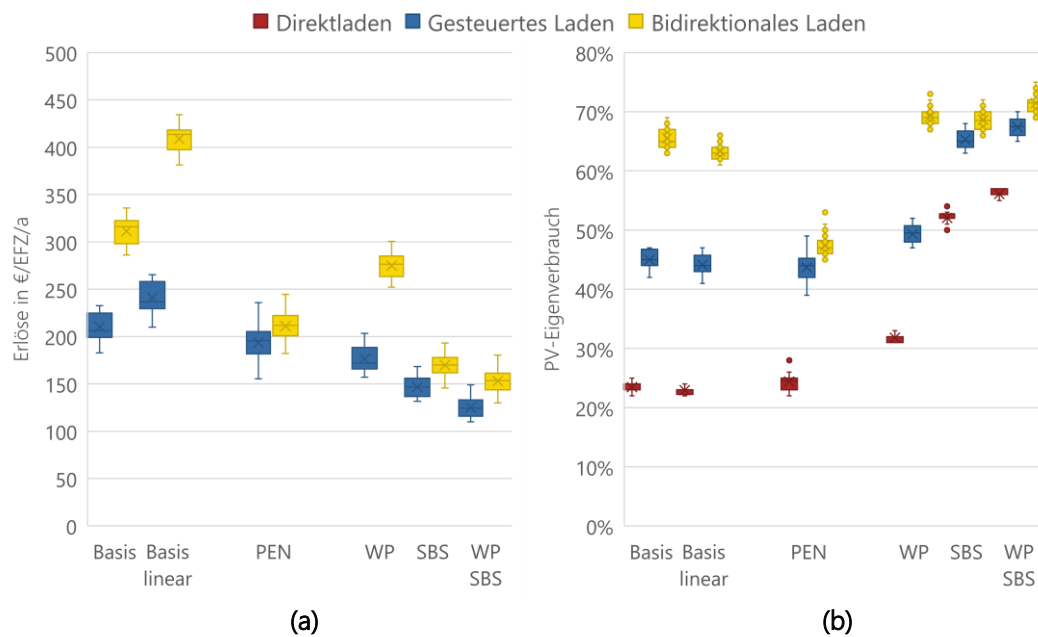 Direktladen Gesteuertes Laden Bidirektionales Laden
Erlöse in €/EFZ/a
500
450
400
350
300
250
200
150
100
50
0
Basis
Basis
linear
PEN
WP
SBS
WP
SBS
(a)
PV-Eigenverbrauch
80%
70%
60%
50%
40%
30%
20%
10%
0%
Basis
Basis
linear
PEN
WP
SBS
WP
SBS
(b)